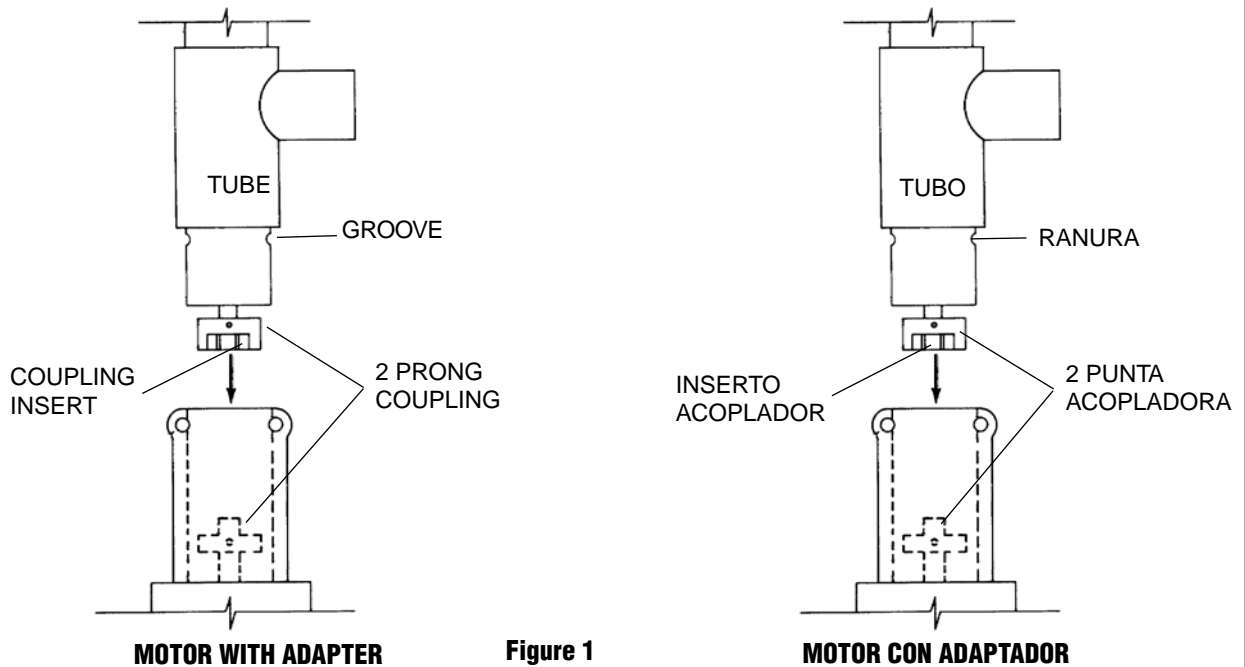 TUBE
GROOVE
COUPLING
INSERT
2 PRONG
COUPLING
MOTOR WITH ADAPTER
Figure 1
TUBO
RANURA
INSERTO
ACOPLADOR
2 PUNTA
ACOPLADORA
MOTOR CON ADAPTADOR